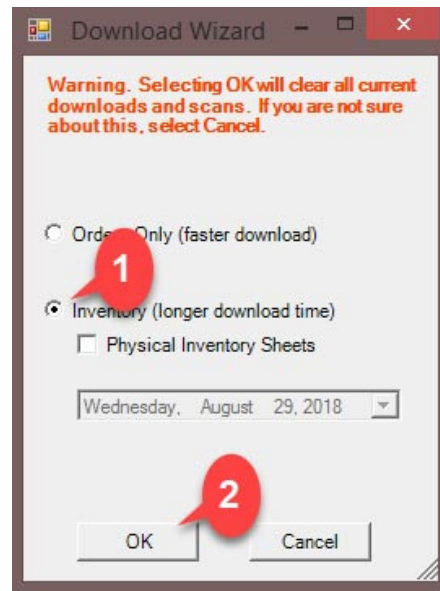 Download Wizard
Warning. Selecting OK will clear all current
downloads and scans. If you are not sure
about this, select Cancel.
Only (faster download)
1
Inventory (longer download time)
Physical Inventory Sheets
Wednesday, August 29, 2018
2
OK
Cancel